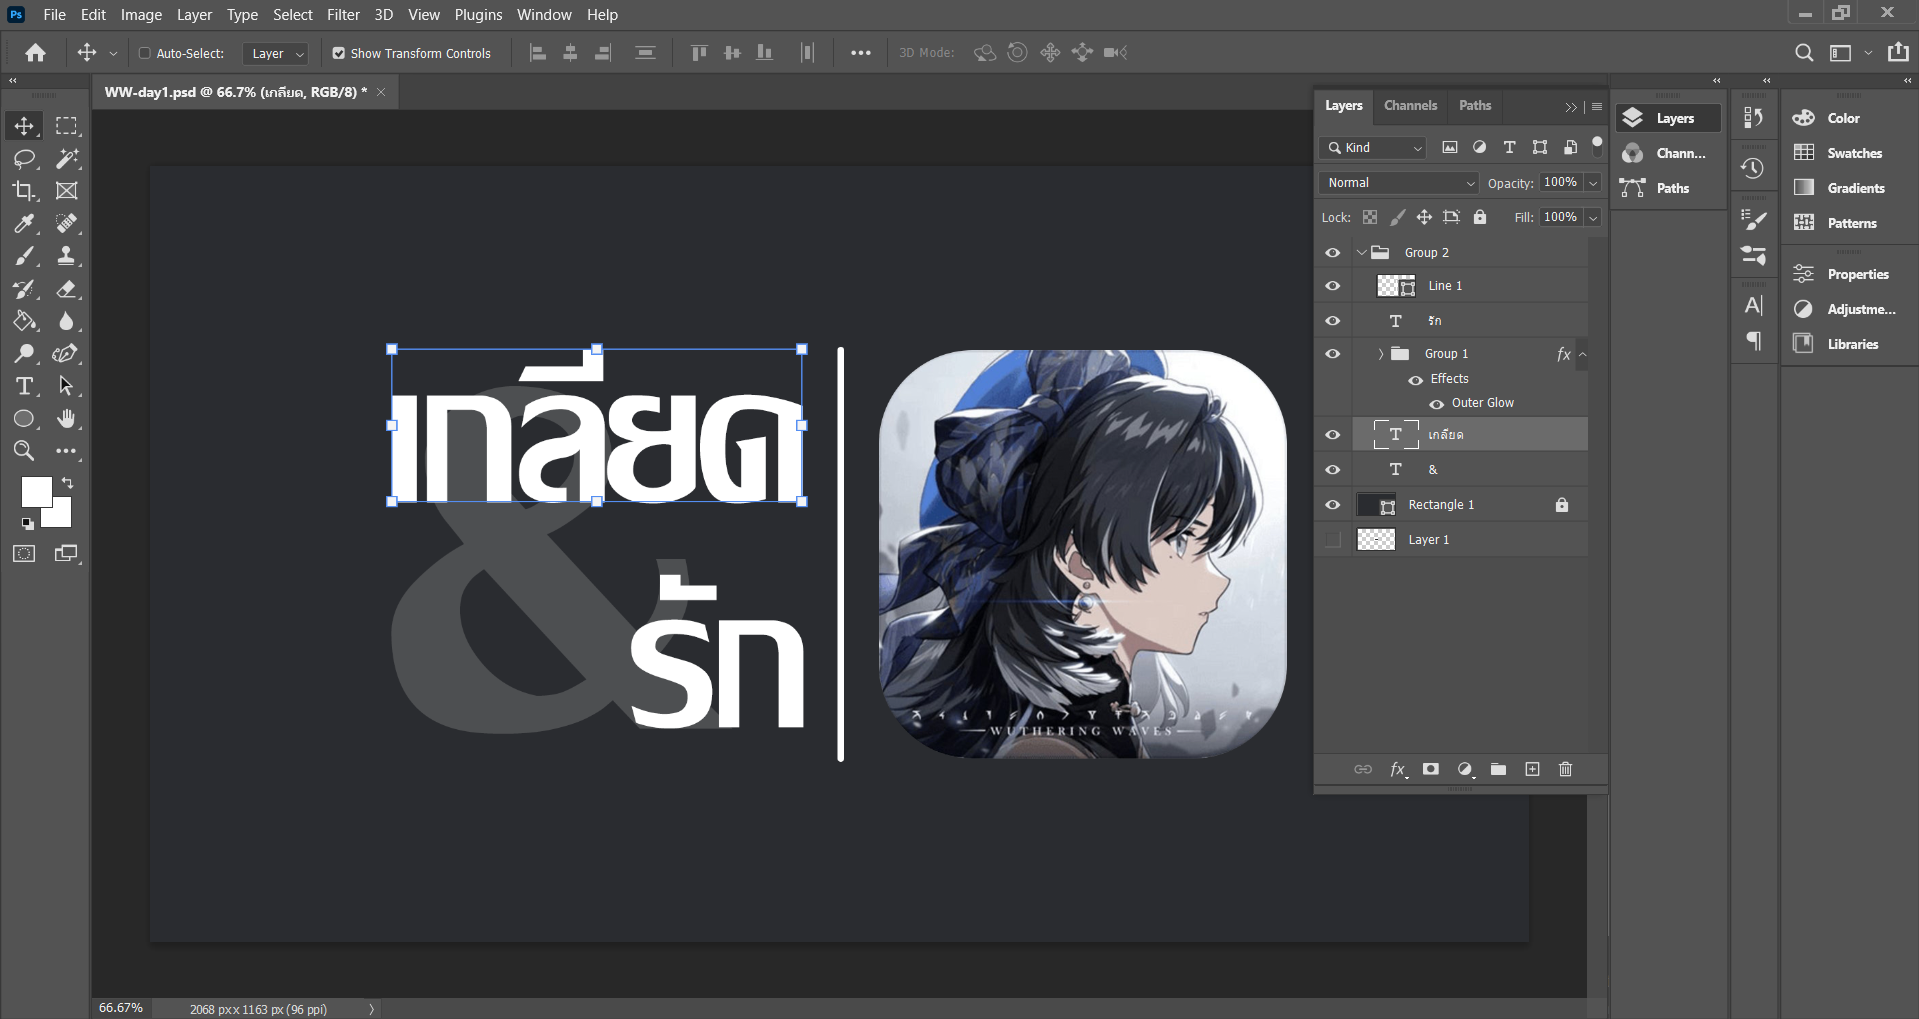 Ps File Edit Image Layer Type Select Filter 3D View Plugins Window Help
Auto-Select: Layer Show Transform Controls 3D Mode:
WW-day1.psd @ 66.7% (เกลียด, RGB/8) *
เกลียด
&
รัก
WUTHERING WAVES
Layers Channels Paths
Kind
Normal Opacity: 100%
Lock: Fill: 100%
Group 2
Line 1
T รัก
Group 1 fx
Effects
Outer Glow
T เกลียด
T &
Rectangle 1
Layer 1
fx
Layers
Chann...
Paths
Color
Swatches
Gradients
Patterns
Properties
Adjustme...
Libraries
66.67% 2068 px x 1163 px (96 ppi)